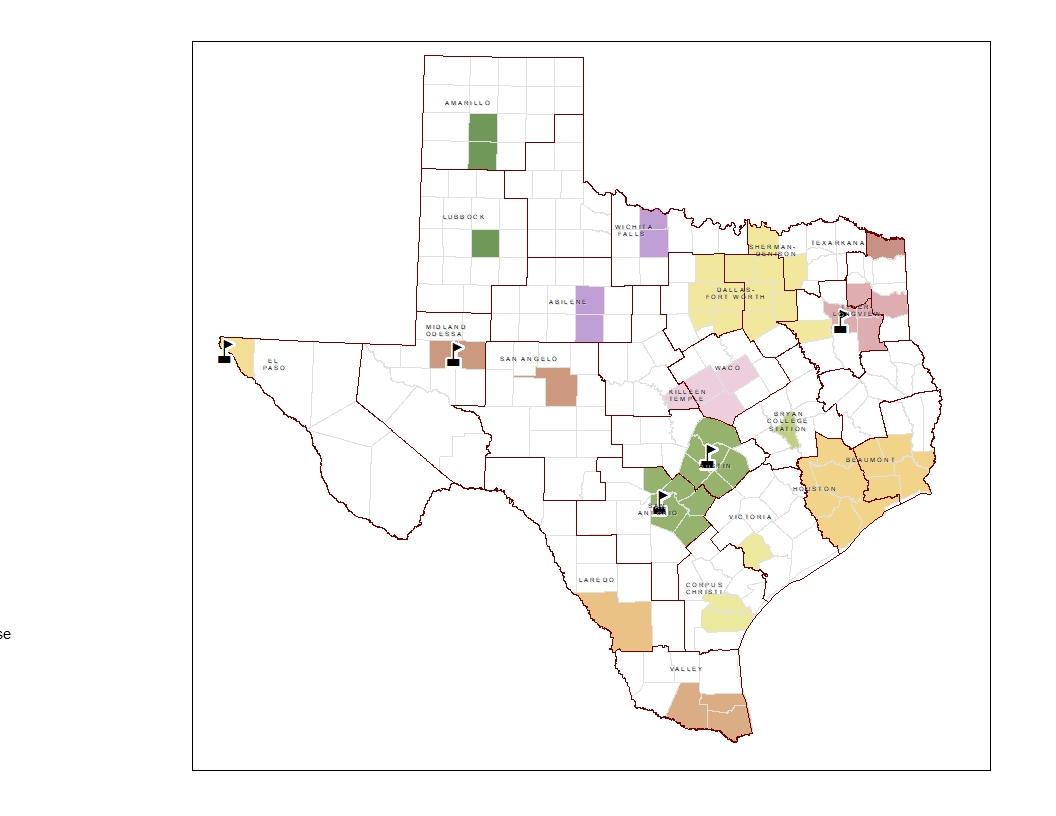 AMARILLO
LUBBOCK
WICHITA
FALLS
SHERMAN-
DENISON
TEXARKANA
DALLAS-
FORT WORTH
ABILENE
LONGVIEW
MIDLAND
ODESSA
EL
PASO
SAN ANGELO
WACO
KILLEEN
TEMPLE
BRYAN
COLLEGE
STATION
BEAUMONT
HOUSTON
VICTORIA
LAREDO
CORPUS
CHRISTI
se
VALLEY